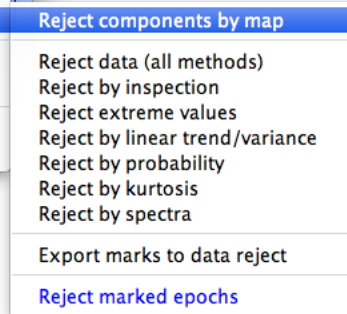 Reject components by map
Reject data (all methods)
Reject by inspection
Reject extreme values
Reject by linear trend/variance
Reject by probability
Reject by kurtosis
Reject by spectra
Export marks to data reject
Reject marked epochs